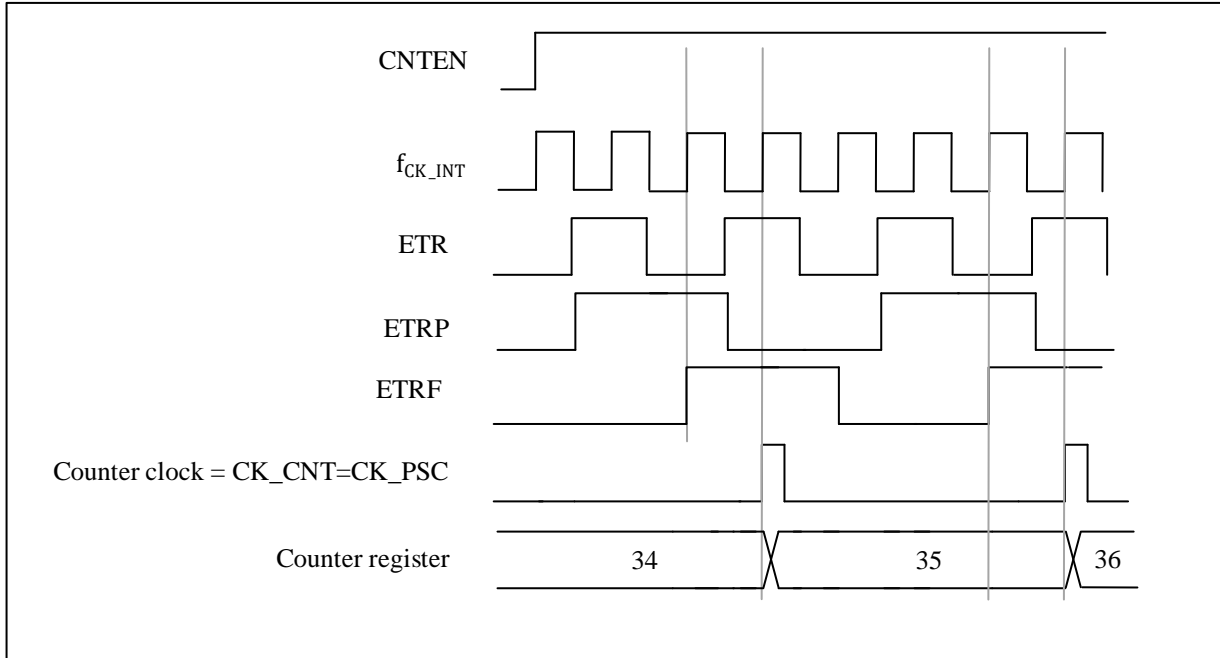 CNTEN
fCK_INT
ETR
ETRP
ETRF
Counter clock = CK_CNT=CK_PSC
Counter register
34
35
36